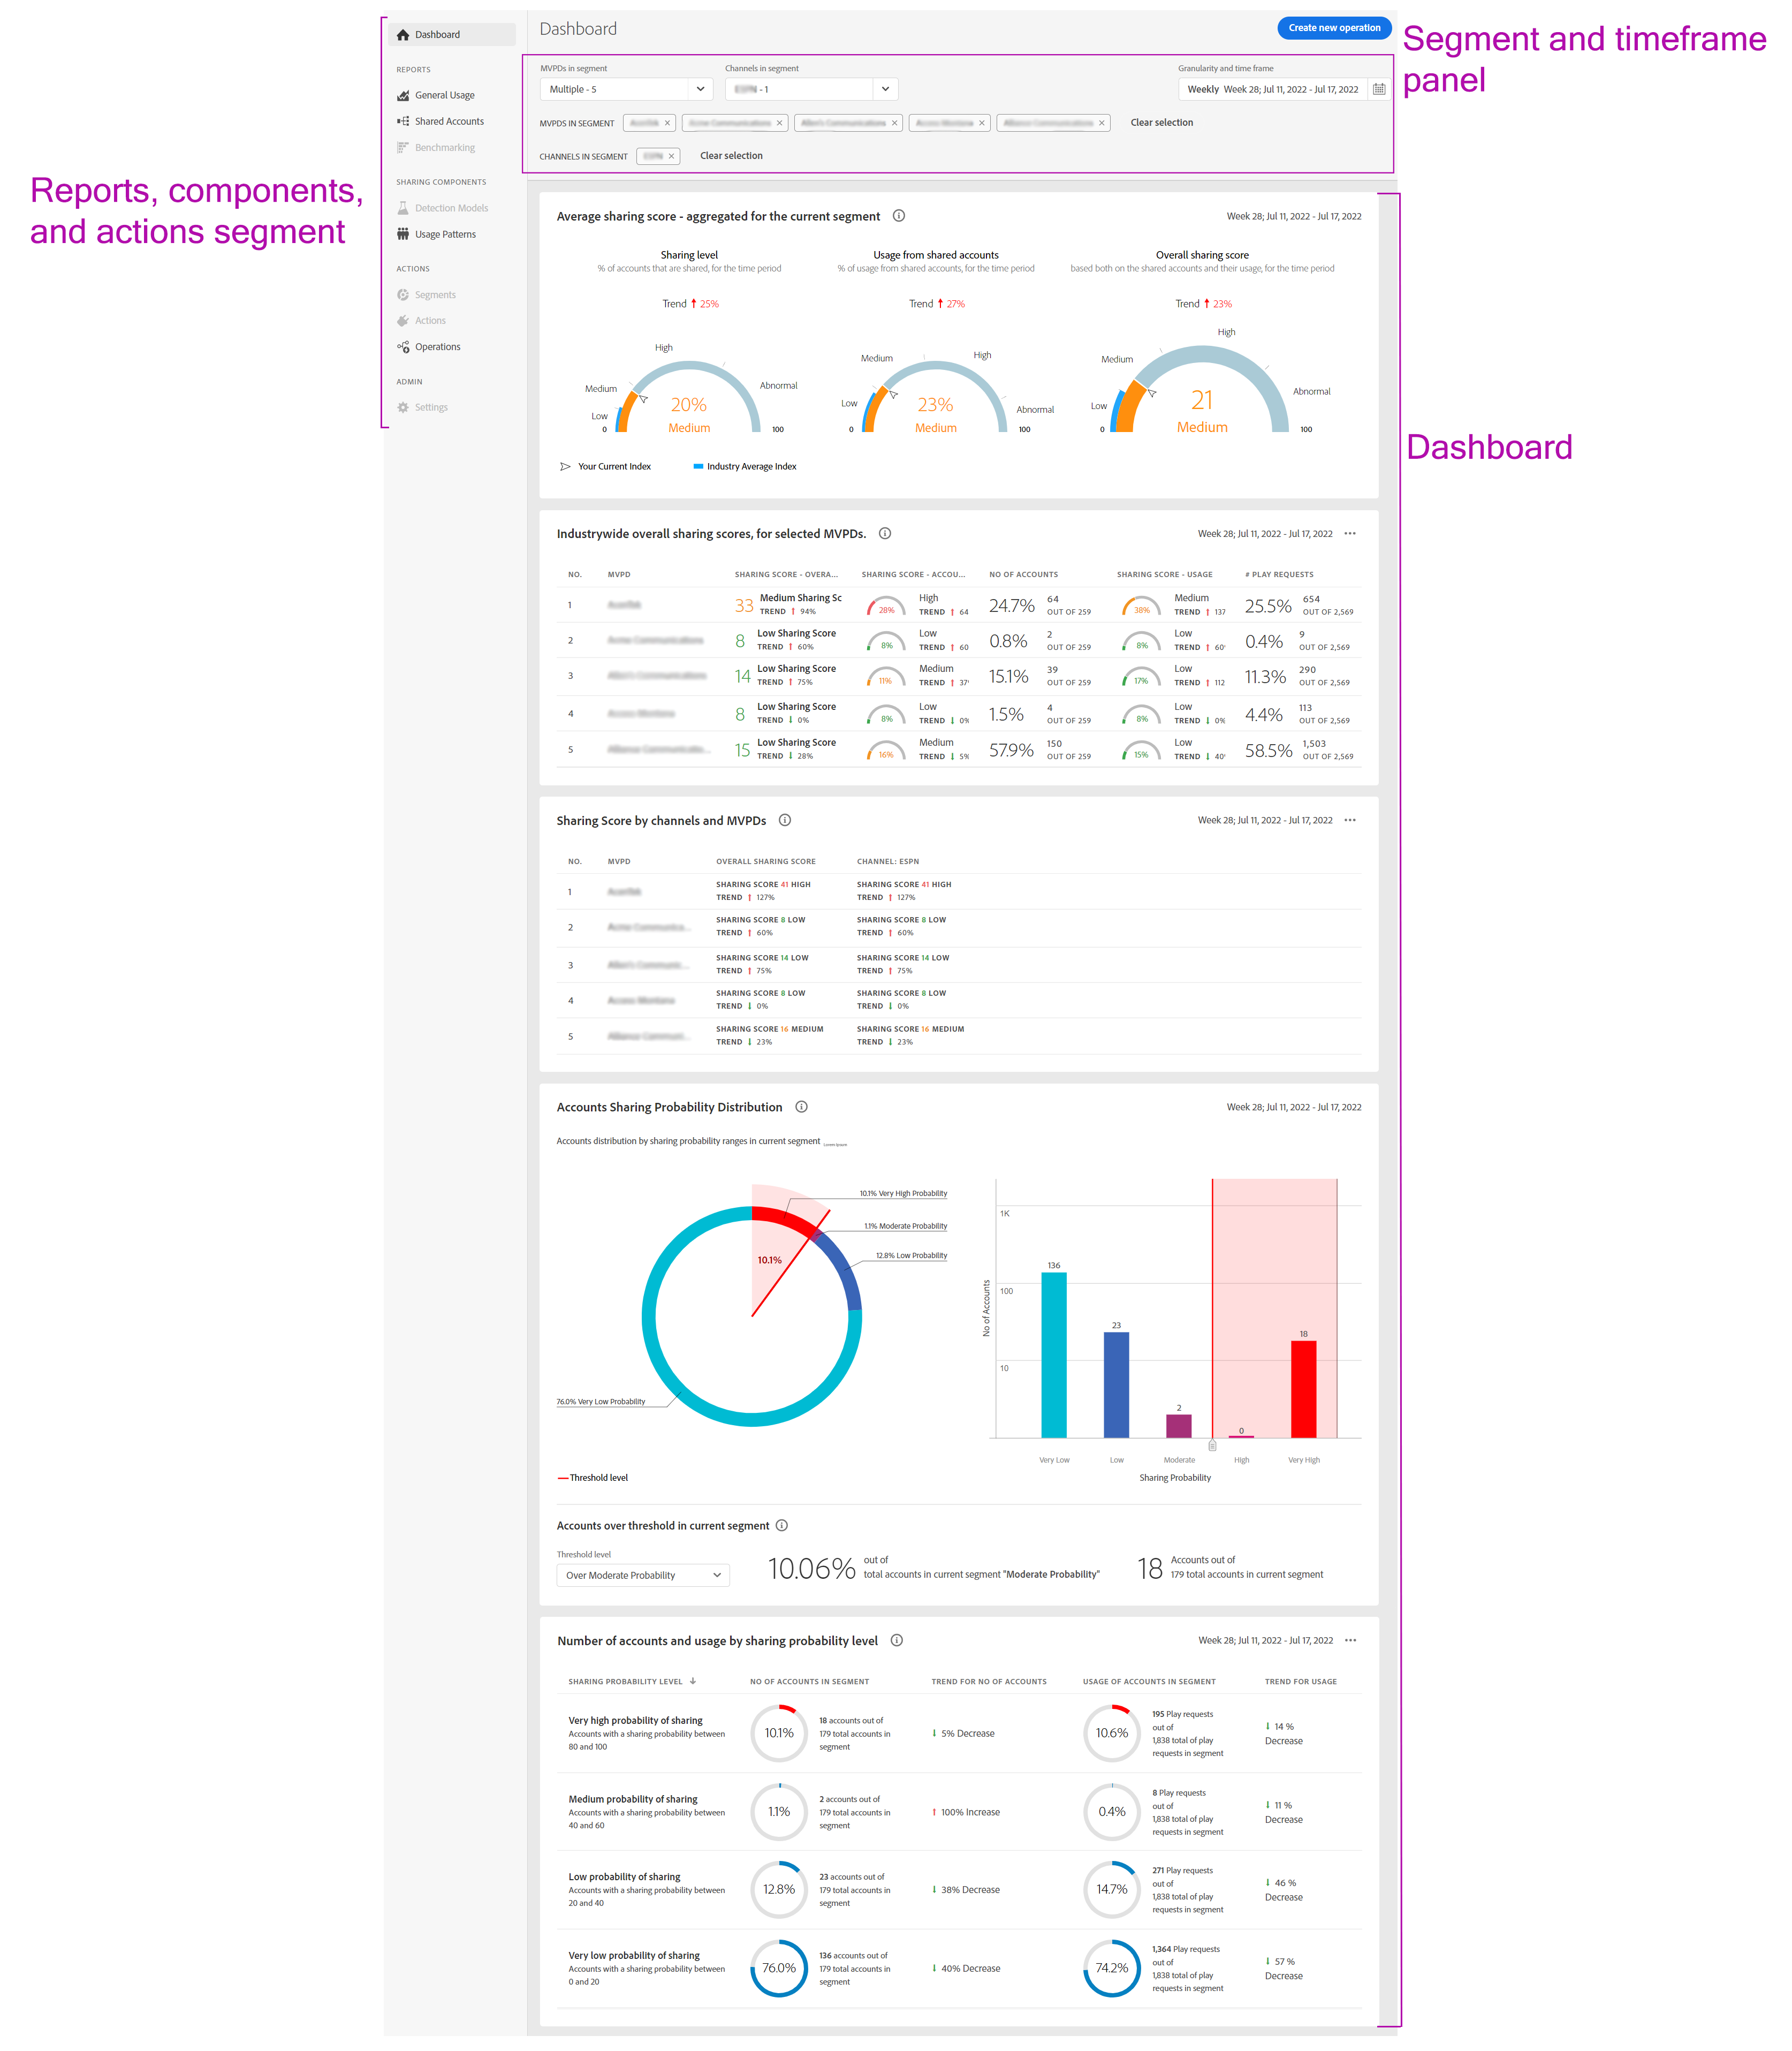 Segment and timeframe
panel
Reports, components,
and actions segment
Dashboard
Dashboard
REPORTS
General Usage
Shared Accounts
Benchmarking
SHARING COMPONENTS
Detection Models
Usage Patterns
ACTIONS
Segments
Actions
Operations
ADMIN
Settings
Dashboard
Create new operation
MVPDs in segment
Channels in segment
Granularity and time frame
Multiple - 5
- 1
Weekly Week 28; Jul 11, 2022 - Jul 17, 2022
MVPDS IN SEGMENT
Clear selection
CHANNELS IN SEGMENT
Clear selection
Average sharing score - aggregated for the current segment
Week 28; Jul 11, 2022 - Jul 17, 2022
Sharing level
% of accounts that are shared, for the time period
Trend 25%
High
Medium
Low
Abnormal
0
100
20%
Medium
Usage from shared accounts
% of usage from shared accounts, for the time period
Trend 27%
Medium
High
Low
Abnormal
0
100
23%
Medium
Overall sharing score
based both on the shared accounts and their usage, for the time period
Trend 23%
High
Medium
Low
Abnormal
0
100
21
Medium
Your Current Index
Industry Average Index
Industrywide overall sharing scores, for selected MVPDs.
Week 28; Jul 11, 2022 - Jul 17, 2022
NO. MVPD SHARING SCORE - OVERA... SHARING SCORE - ACCOU... NO OF ACCOUNTS SHARING SCORE - USAGE # PLAY REQUESTS
1 33 Medium Sharing Sc 28% High 24.7% 64 38% Medium 25.5% 654
TREND 94% TREND 64 OUT OF 259 TREND 137 OUT OF 2,569
2 8 Low Sharing Score 8% Low 0.8% 2 8% Low 0.4% 9
TREND 60% TREND 60 OUT OF 259 TREND 60 OUT OF 2,569
3 14 Low Sharing Score 11% Medium 15.1% 39 17% Low 11.3% 290
TREND 75% TREND 37 OUT OF 259 TREND 112 OUT OF 2,569
4 8 Low Sharing Score 8% Low 1.5% 4 8% Low 4.4% 113
TREND 0% TREND 0% OUT OF 259 TREND 0% OUT OF 2,569
5 15 Low Sharing Score 16% Medium 57.9% 150 15% Low 58.5% 1,503
TREND 28% TREND 5% OUT OF 259 TREND 40 OUT OF 2,569
Sharing Score by channels and MVPDs
Week 28; Jul 11, 2022 - Jul 17, 2022
NO. MVPD OVERALL SHARING SCORE CHANNEL: ESPN
1 SHARING SCORE 41 HIGH SHARING SCORE 41 HIGH
TREND 127% TREND 127%
2 SHARING SCORE 8 LOW SHARING SCORE 8 LOW
TREND 60% TREND 60%
3 SHARING SCORE 14 LOW SHARING SCORE 14 LOW
TREND 75% TREND 75%
4 SHARING SCORE 8 LOW SHARING SCORE 8 LOW
TREND 0% TREND 0%
5 SHARING SCORE 16 MEDIUM SHARING SCORE 16 MEDIUM
TREND 23% TREND 23%
Accounts Sharing Probability Distribution
Week 28; Jul 11, 2022 - Jul 17, 2022
Accounts distribution by sharing probability ranges in current segment Lorem Ipsum
10.1% Very High Probability
1.1% Moderate Probability
12.8% Low Probability
10.1%
76.0% Very Low Probability
Threshold level
No of Accounts
1K
100
10
136
23
2
0
18
Very Low Low Moderate High Very High
Sharing Probability
Accounts over threshold in current segment
Threshold level
Over Moderate Probability
10.06% out of
total accounts in current segment "Moderate Probability"
18 Accounts out of
179 total accounts in current segment
Number of accounts and usage by sharing probability level
Week 28; Jul 11, 2022 - Jul 17, 2022
SHARING PROBABILITY LEVEL NO OF ACCOUNTS IN SEGMENT TREND FOR NO OF ACCOUNTS USAGE OF ACCOUNTS IN SEGMENT TREND FOR USAGE
Very high probability of sharing
Accounts with a sharing probability between
80 and 100
10.1%
18 accounts out of
179 total accounts in
segment
5% Decrease
10.6%
195 Play requests
out of
1,838 total of play
requests in segment
14 %
Decrease
Medium probability of sharing
Accounts with a sharing probability between
40 and 60
1.1%
2 accounts out of
179 total accounts in
segment
100% Increase
0.4%
8 Play requests
out of
1,838 total of play
requests in segment
11 %
Decrease
Low probability of sharing
Accounts with a sharing probability between
20 and 40
12.8%
23 accounts out of
179 total accounts in
segment
38% Decrease
14.7%
271 Play requests
out of
1,838 total of play
requests in segment
46 %
Decrease
Very low probability of sharing
Accounts with a sharing probability between
0 and 20
76.0%
136 accounts out of
179 total accounts in
segment
40% Decrease
74.2%
1,364 Play requests
out of
1,838 total of play
requests in segment
57 %
Decrease
Dashboard